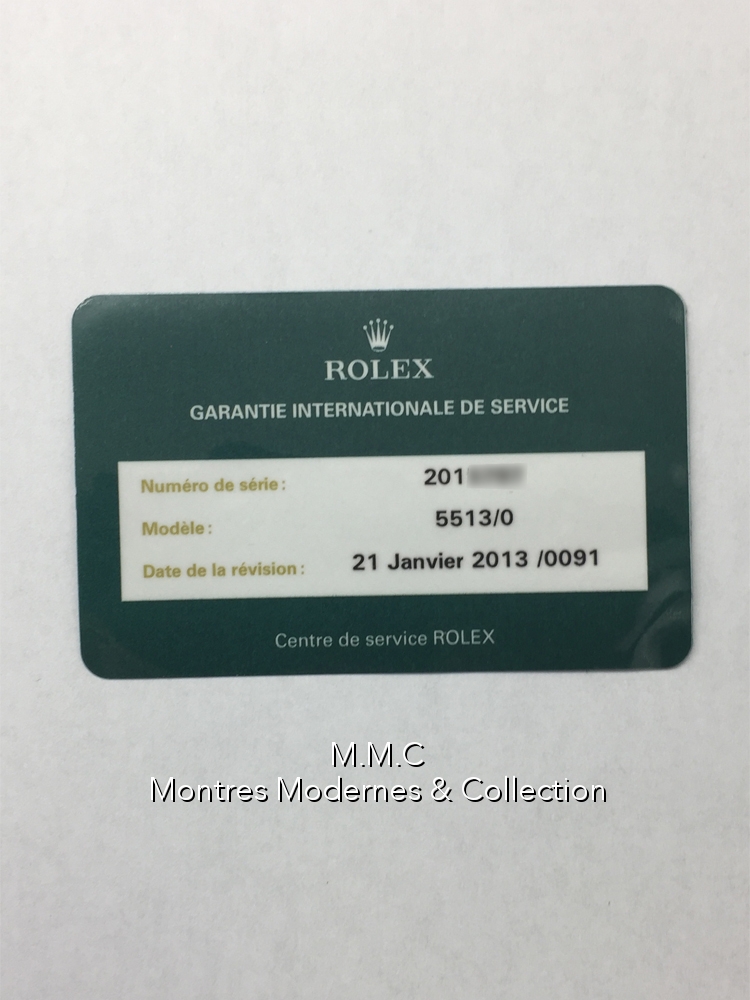 ROLEX
GARANTIE INTERNATIONALE DE SERVICE
Numéro de série : 201
Modèle : 5513/0
Date de la révision : 21 Janvier 2013 /0091
Centre de service ROLEX
M.M.C
Montres Modernes & Collection